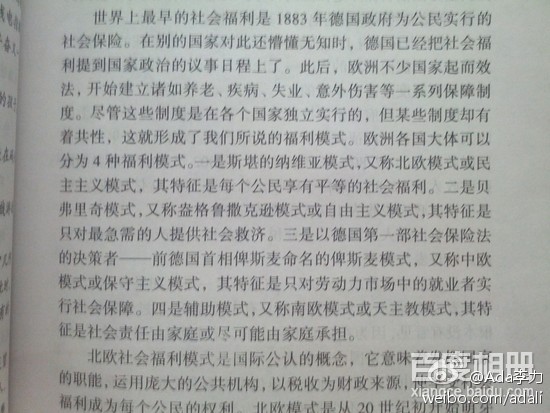 世界上最早的社会福利是 1883 年德国政府为公民实行的
社会保险。在别的国家对此还懵懂无知时，德国已经把社会福
利提到国家政治的议事日程上了。此后，欧洲不少国家起而效
法，开始建立诸如养老、疾病、失业、意外伤害等一系列保障制
度。尽管这些制度是在各个国家独立实行的，但某些制度却有
着共性，这就形成了我们所说的福利模式。欧洲各国大体可以
分为 4 种福利模式。一是斯堪的纳维亚模式，又称北欧模式或民
主主义模式，其特征是每个公民享有平等的社会福利。二是贝
弗里奇模式，又称盎格鲁撒克逊模式或自由主义模式，其特征是
只对最急需的人提供社会救济。三是以德国第一部社会保险法
的决策者——前德国首相俾斯麦命名的俾斯麦模式，又称中欧
模式或保守主义模式，其特征是只对劳动力市场中的就业者实
行社会保障。四是辅助模式，又称南欧模式或天主教模式，其特
征是社会责任由家庭或尽可能由家庭承担。
北欧社会福利模式是国际公认的概念，它意味
的职能，运用庞大的公共机构，以税收为财政来源，
福利成为每个公民的权利。北欧模式是从 20 世纪初开始
百度相册
@Ada李力
xiangce.baidu.com
weibo.com/adali